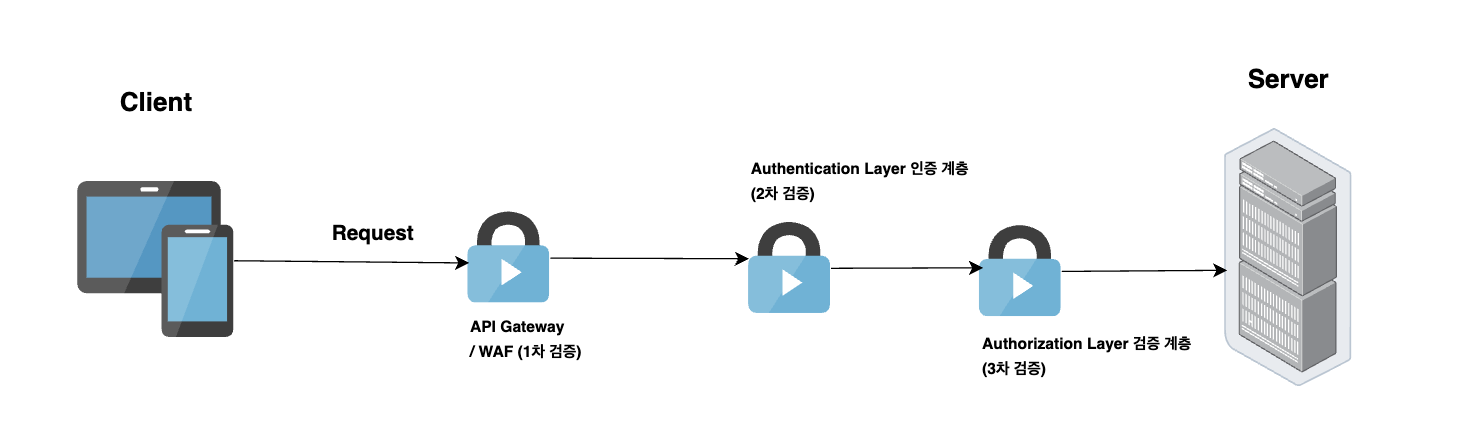 Client
Server
Request
API Gateway
/ WAF (1차 검증)
Authentication Layer 인증 계층
(2차 검증)
Authorization Layer 검증 계층
(3차 검증)